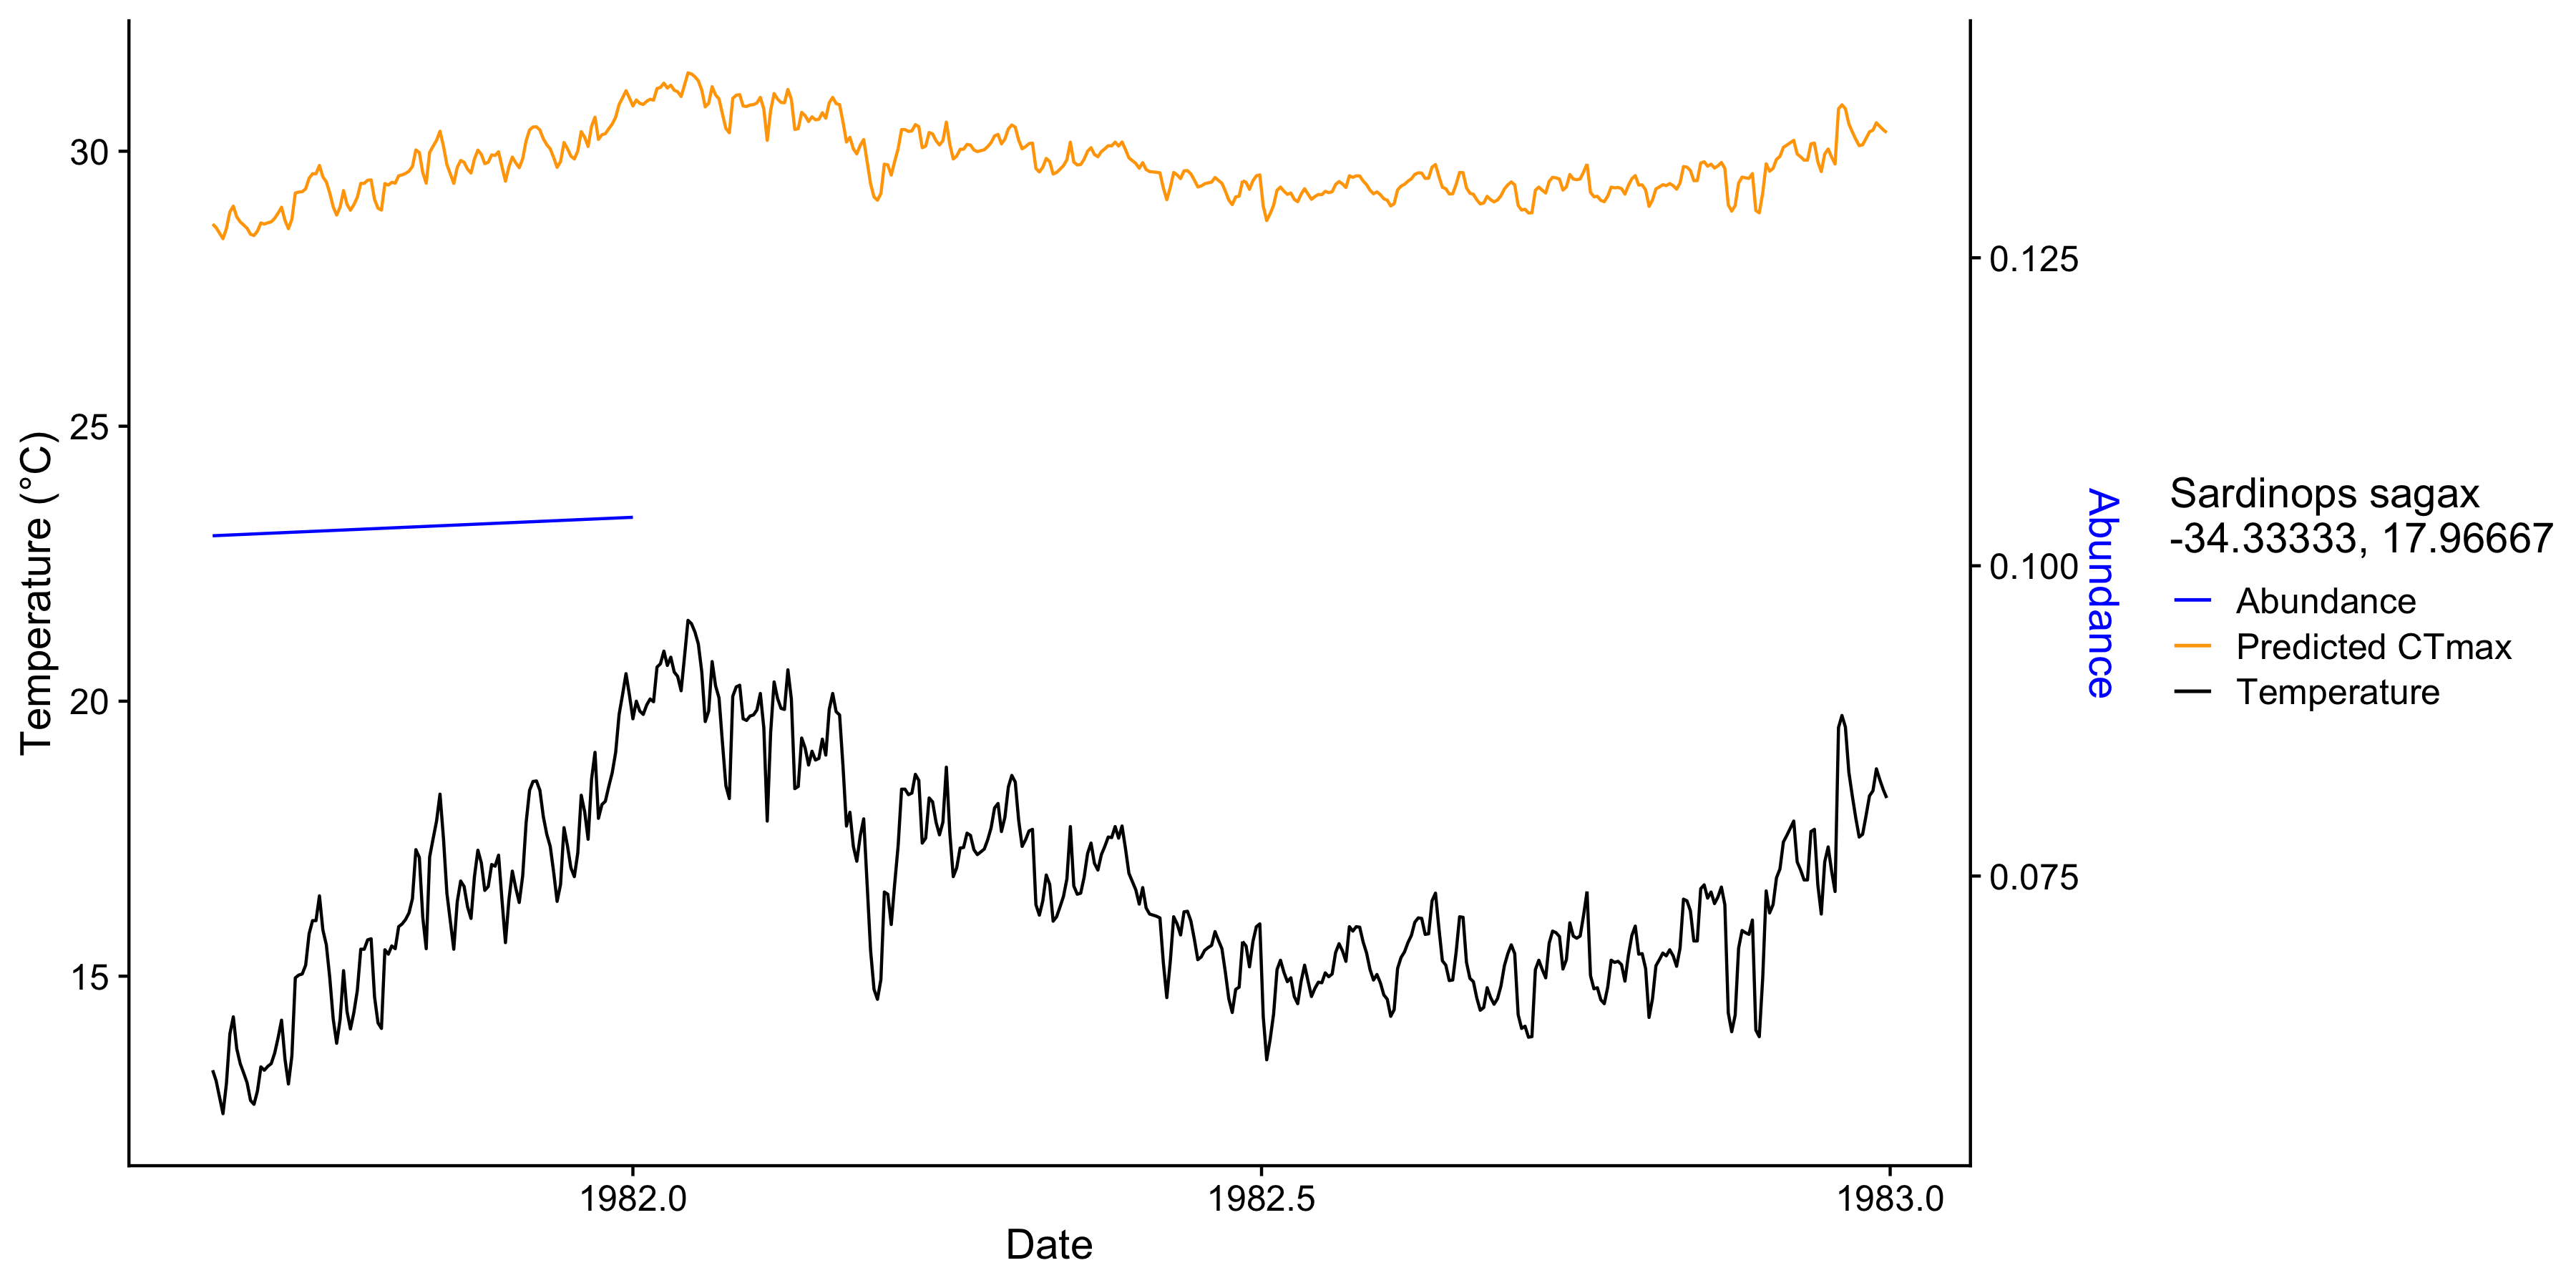 30
25
20
15
Temperature (°C)
1982.0
1982.5
1983.0
Date
0.125
0.100
0.075
Abundance
Sardinops sagax
-34.33333, 17.96667
Abundance
Predicted CTmax
Temperature